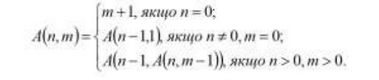 m+1, якщо n=0;
A(n,m)= A(n−1,1), якщо n≠0, m=0;
A(n−1, A(n,m−1)), якщо n>0, m>0.